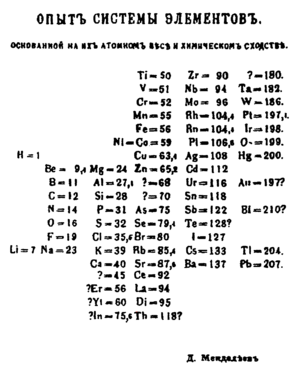 ОПЫТЪ СИСТЕМЫ ЭЛЕМЕНТОВЪ.
ОСНОВАННОЙ НА ИХЪ АТОМНОМЪ ВѢСѢ И ХИМИЧЕСКОМЪ СХОДСТВѢ.
Ti = 50 Zr = 90 ? = 180.
V = 51 Nb = 94 Ta = 182.
Cr = 52 Mo = 96 W = 186.
Mn = 55 Rh = 104,4 Pt = 197,1.
Fe = 56 Rn = 104,4 Ir = 198.
Ni = Co = 59 Pl = 106,6 O- = 199.
H = 1 Cu = 63,4 Ag = 108 Hg = 200.
Be = 9,4 Mg = 24 Zn = 65,2 Cd = 112
B = 11 Al = 27,1 ? = 68 Ur = 116 Au = 197?
C = 12 Si = 28 ? = 70 Sn = 118
N = 14 P = 31 As = 75 Sb = 122 Bi = 210?
O = 16 S = 32 Se = 79,4 Te = 128?
F = 19 Cl = 35,5 Br = 80 I = 127
Li = 7 Na = 23 K = 39 Rb = 85,4 Cs = 133 Tl = 204.
Ca = 40 Sr = 87,6 Ba = 137 Pb = 207.
? = 45 Ce = 92
?Er = 56 La = 94
?Yt = 60 Di = 95
?In = 75,6 Th = 118?
Д. Менделѣевъ